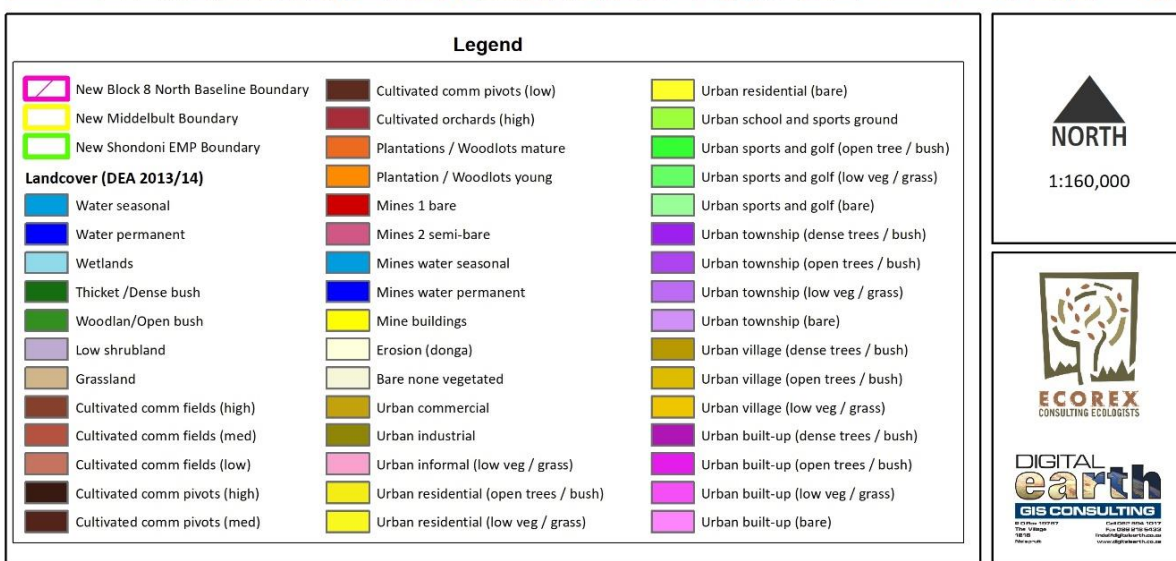 Legend
New Block 8 North Baseline Boundary
New Middelbult Boundary
New Shondoni EMP Boundary
Landcover (DEA 2013/14)
Water seasonal
Water permanent
Wetlands
Thicket /Dense bush
Woodlan/Open bush
Low shrubland
Grassland
Cultivated comm fields (high)
Cultivated comm fields (med)
Cultivated comm fields (low)
Cultivated comm pivots (high)
Cultivated comm pivots (med)
Cultivated comm pivots (low)
Cultivated orchards (high)
Plantations / Woodlots mature
Plantation / Woodlots young
Mines 1 bare
Mines 2 semi-bare
Mines water seasonal
Mines water permanent
Mine buildings
Erosion (donga)
Bare none vegetated
Urban commercial
Urban industrial
Urban informal (low veg / grass)
Urban residential (open trees / bush)
Urban residential (low veg / grass)
Urban residential (bare)
Urban school and sports ground
Urban sports and golf (open tree / bush)
Urban sports and golf (low veg / grass)
Urban sports and golf (bare)
Urban township (dense trees / bush)
Urban township (open trees / bush)
Urban township (low veg / grass)
Urban township (bare)
Urban village (dense trees / bush)
Urban village (open trees / bush)
Urban village (low veg / grass)
Urban built-up (dense trees / bush)
Urban built-up (open trees / bush)
Urban built-up (low veg / grass)
Urban built-up (bare)
NORTH
1:160,000
ECOREX
CONSULTING ECOLOGISTS
DIGITAL
earth
GIS CONSULTING
The Village